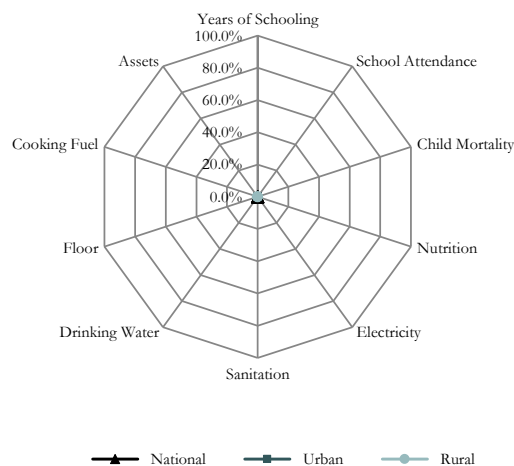 Years of Schooling
100.0%
Assets
School Attendance
80.0%
60.0%
Cooking Fuel
40.0%
Child Mortality
20.0%
0.0%
Floor
Nutrition
Drinking Water
Electricity
Sanitation
National Urban Rural